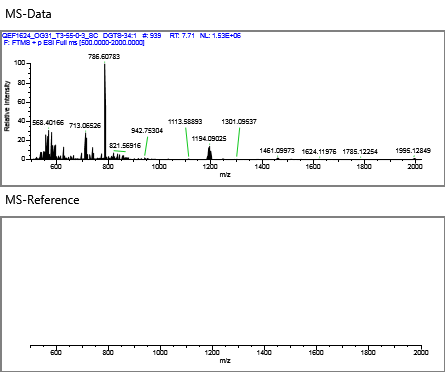 MS-Data
QEF1624_OG31_T3-55-0-3_SC DGTS-34:1 #: 939 RT: 7.71 NL: 1.53E+06
F: FTMS + p ESI Full ms [500.0000-2000.0000]
786.60783
100
80
60
40
20
0
Relative Intensity
568.40166
713.06526
821.56916
942.75304
1113.58893
1194.09025
1301.09537
1461.09973
1624.11976
1785.12254
1995.12849
600 800 1000 1200 1400 1600 1800 2000
m/z
MS-Reference
600 800 1000 1200 1400 1600 1800 2000
m/z